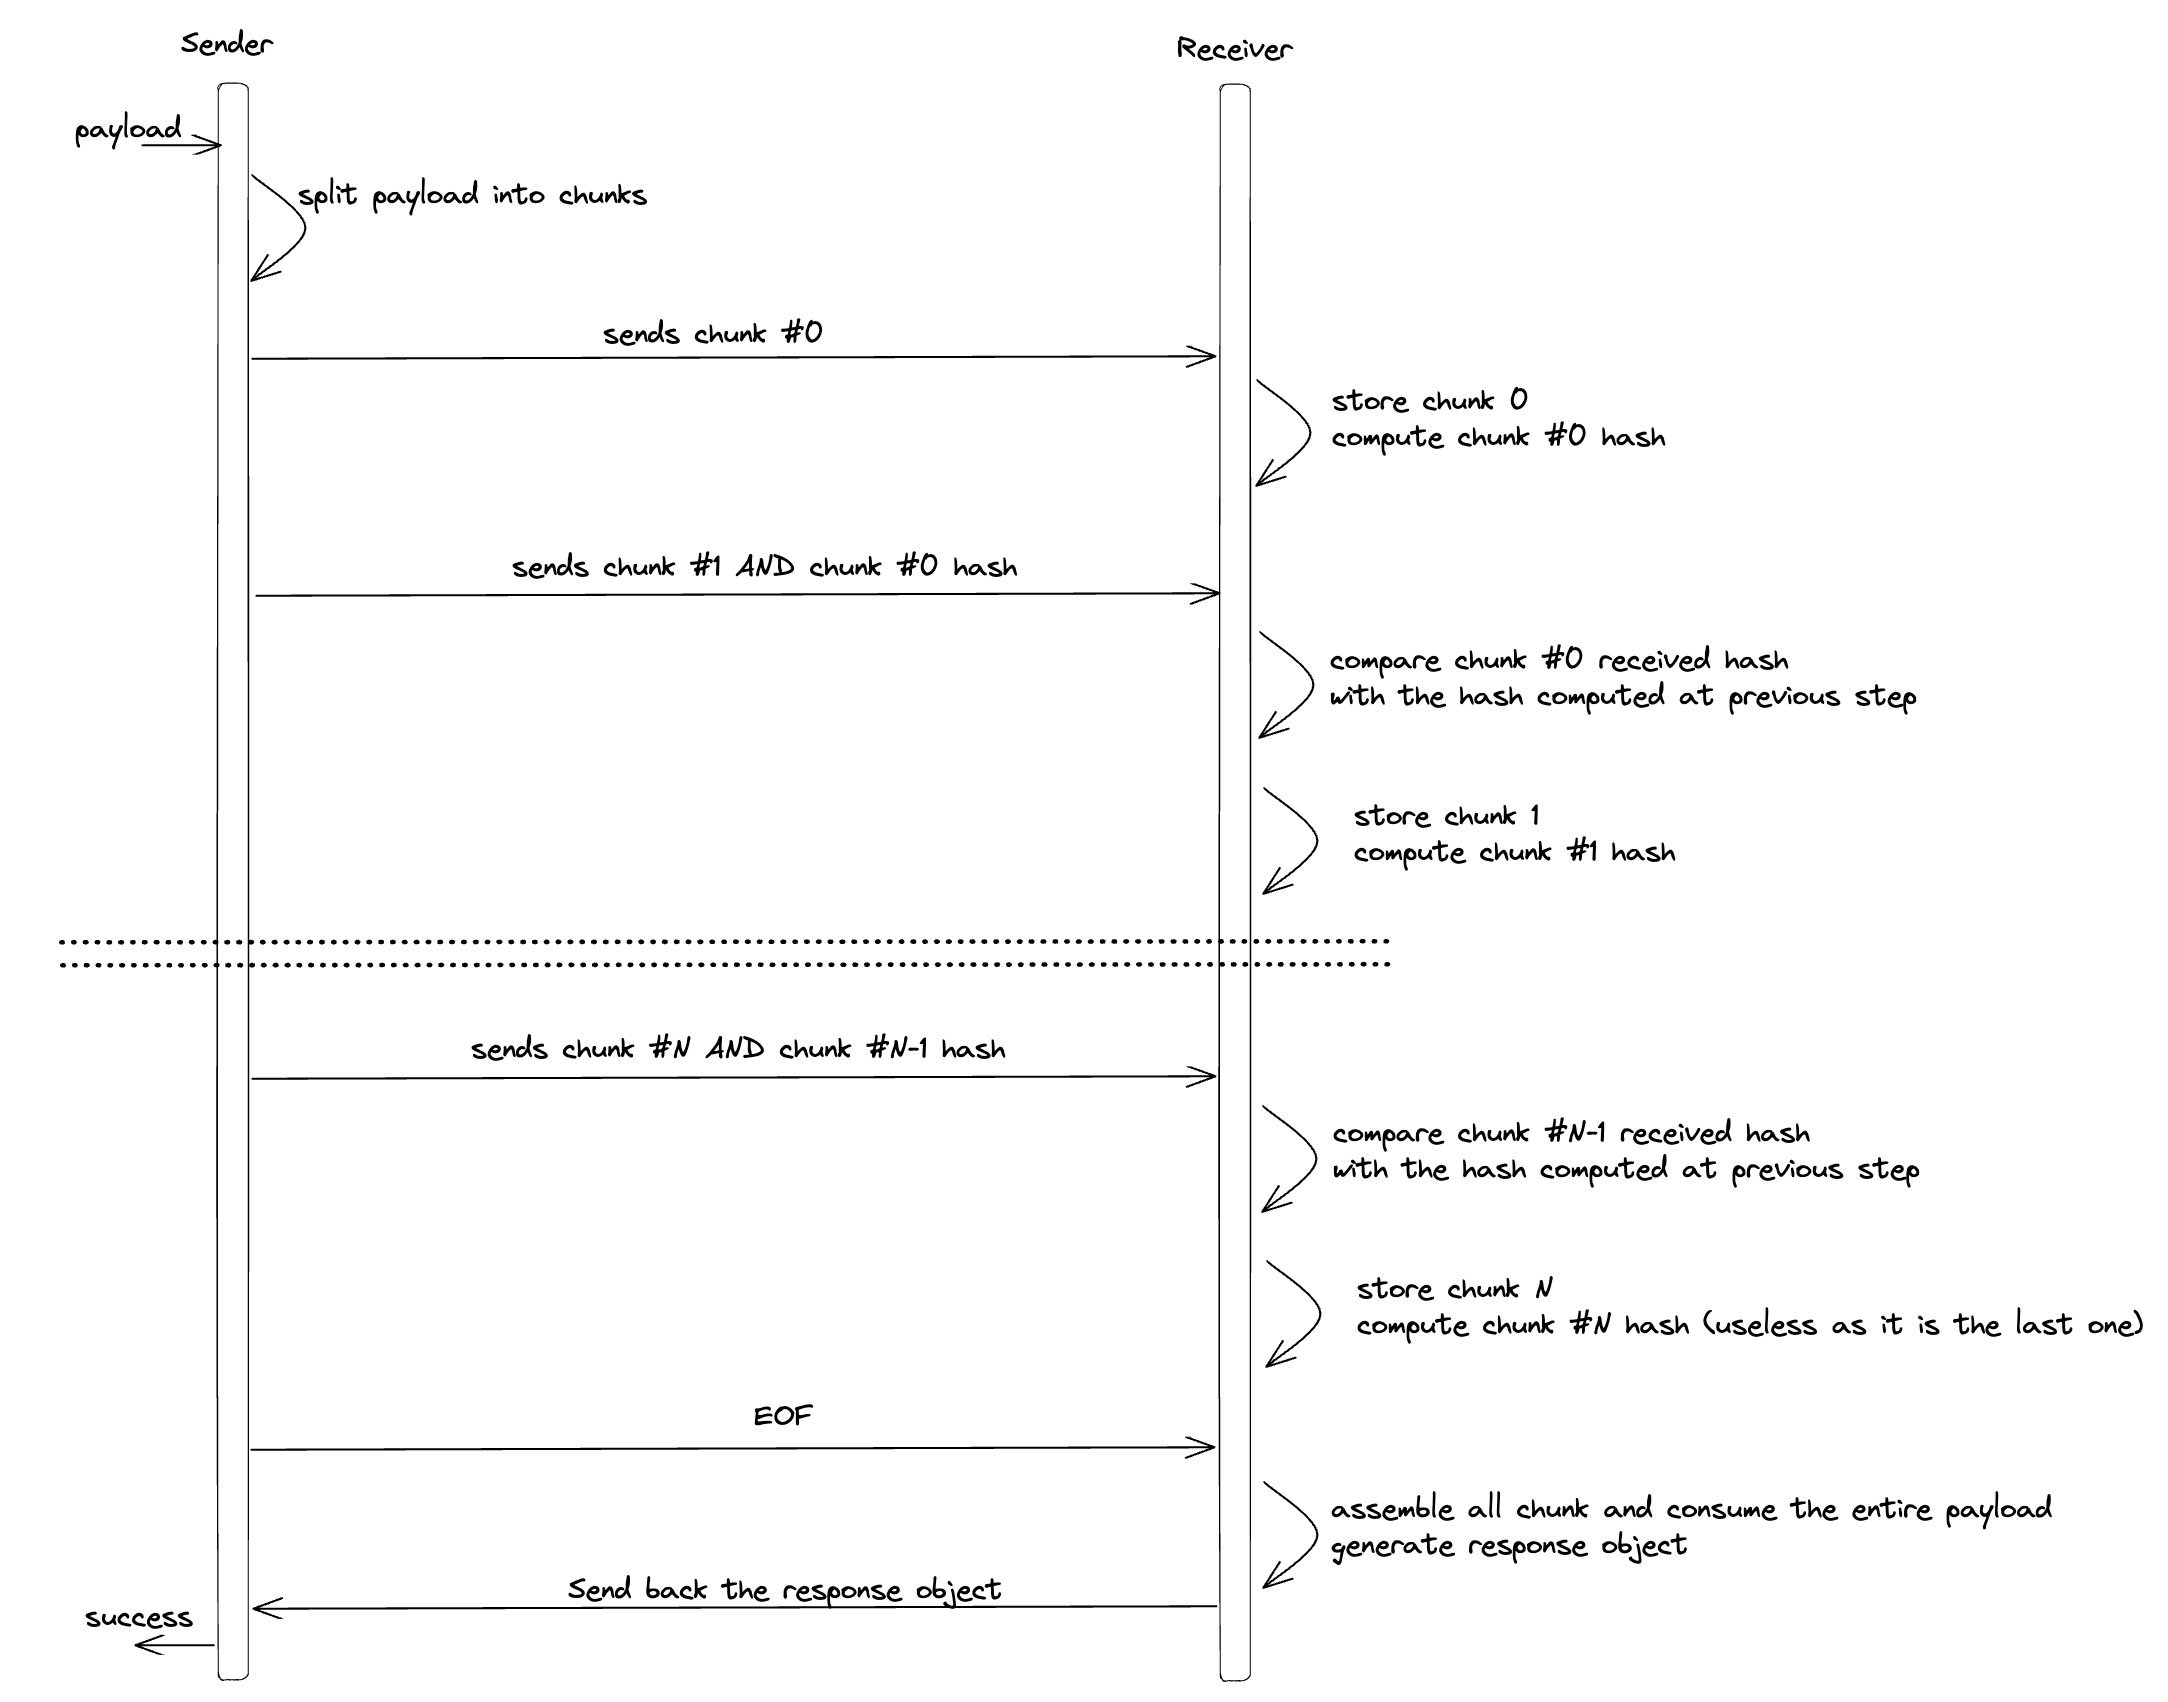 Sender
Receiver
payload
split payload into chunks
sends chunk #0
store chunk 0
compute chunk #0 hash
sends chunk #1 AND chunk #0 hash
compare chunk #0 received hash
with the hash computed at previous step
store chunk 1
compute chunk #1 hash
sends chunk #N AND chunk #N-1 hash
compare chunk #N-1 received hash
with the hash computed at previous step
store chunk N
compute chunk #N hash (useless as it is the last one)
EOF
assemble all chunk and consume the entire payload
generate response object
Send back the response object
success